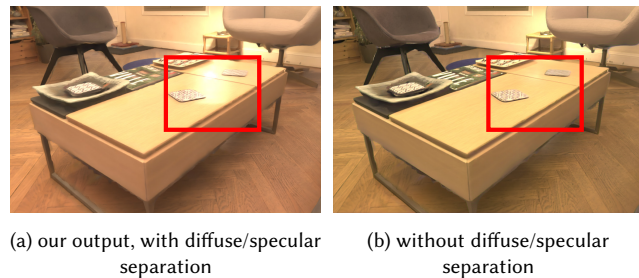 (a) our output, with diffuse/specular
separation
(b) without diffuse/specular
separation